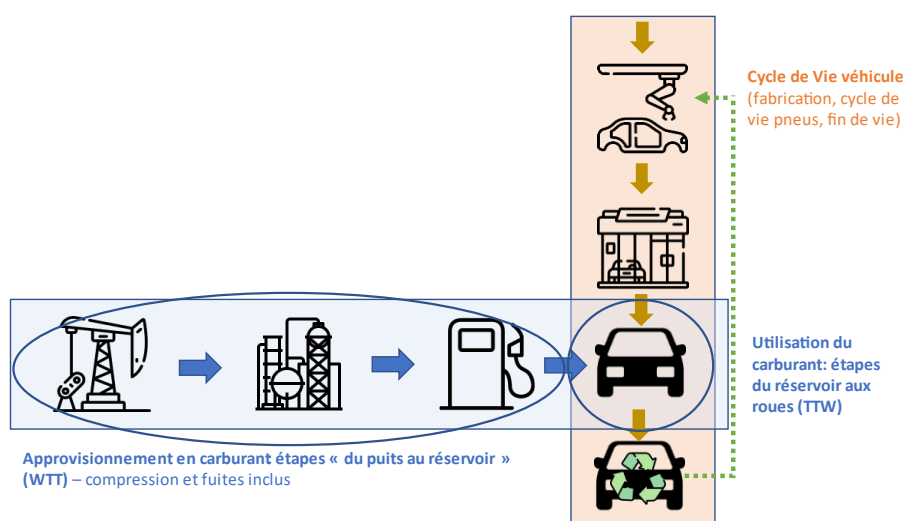 Cycle de Vie véhicule
(fabrication, cycle de
vie pneus, fin de vie)
Utilisation du
carburant: étapes
du réservoir aux
roues (TTW)
Approvisionnement en carburant étapes « du puits au réservoir »
(WTT) – compression et fuites inclus